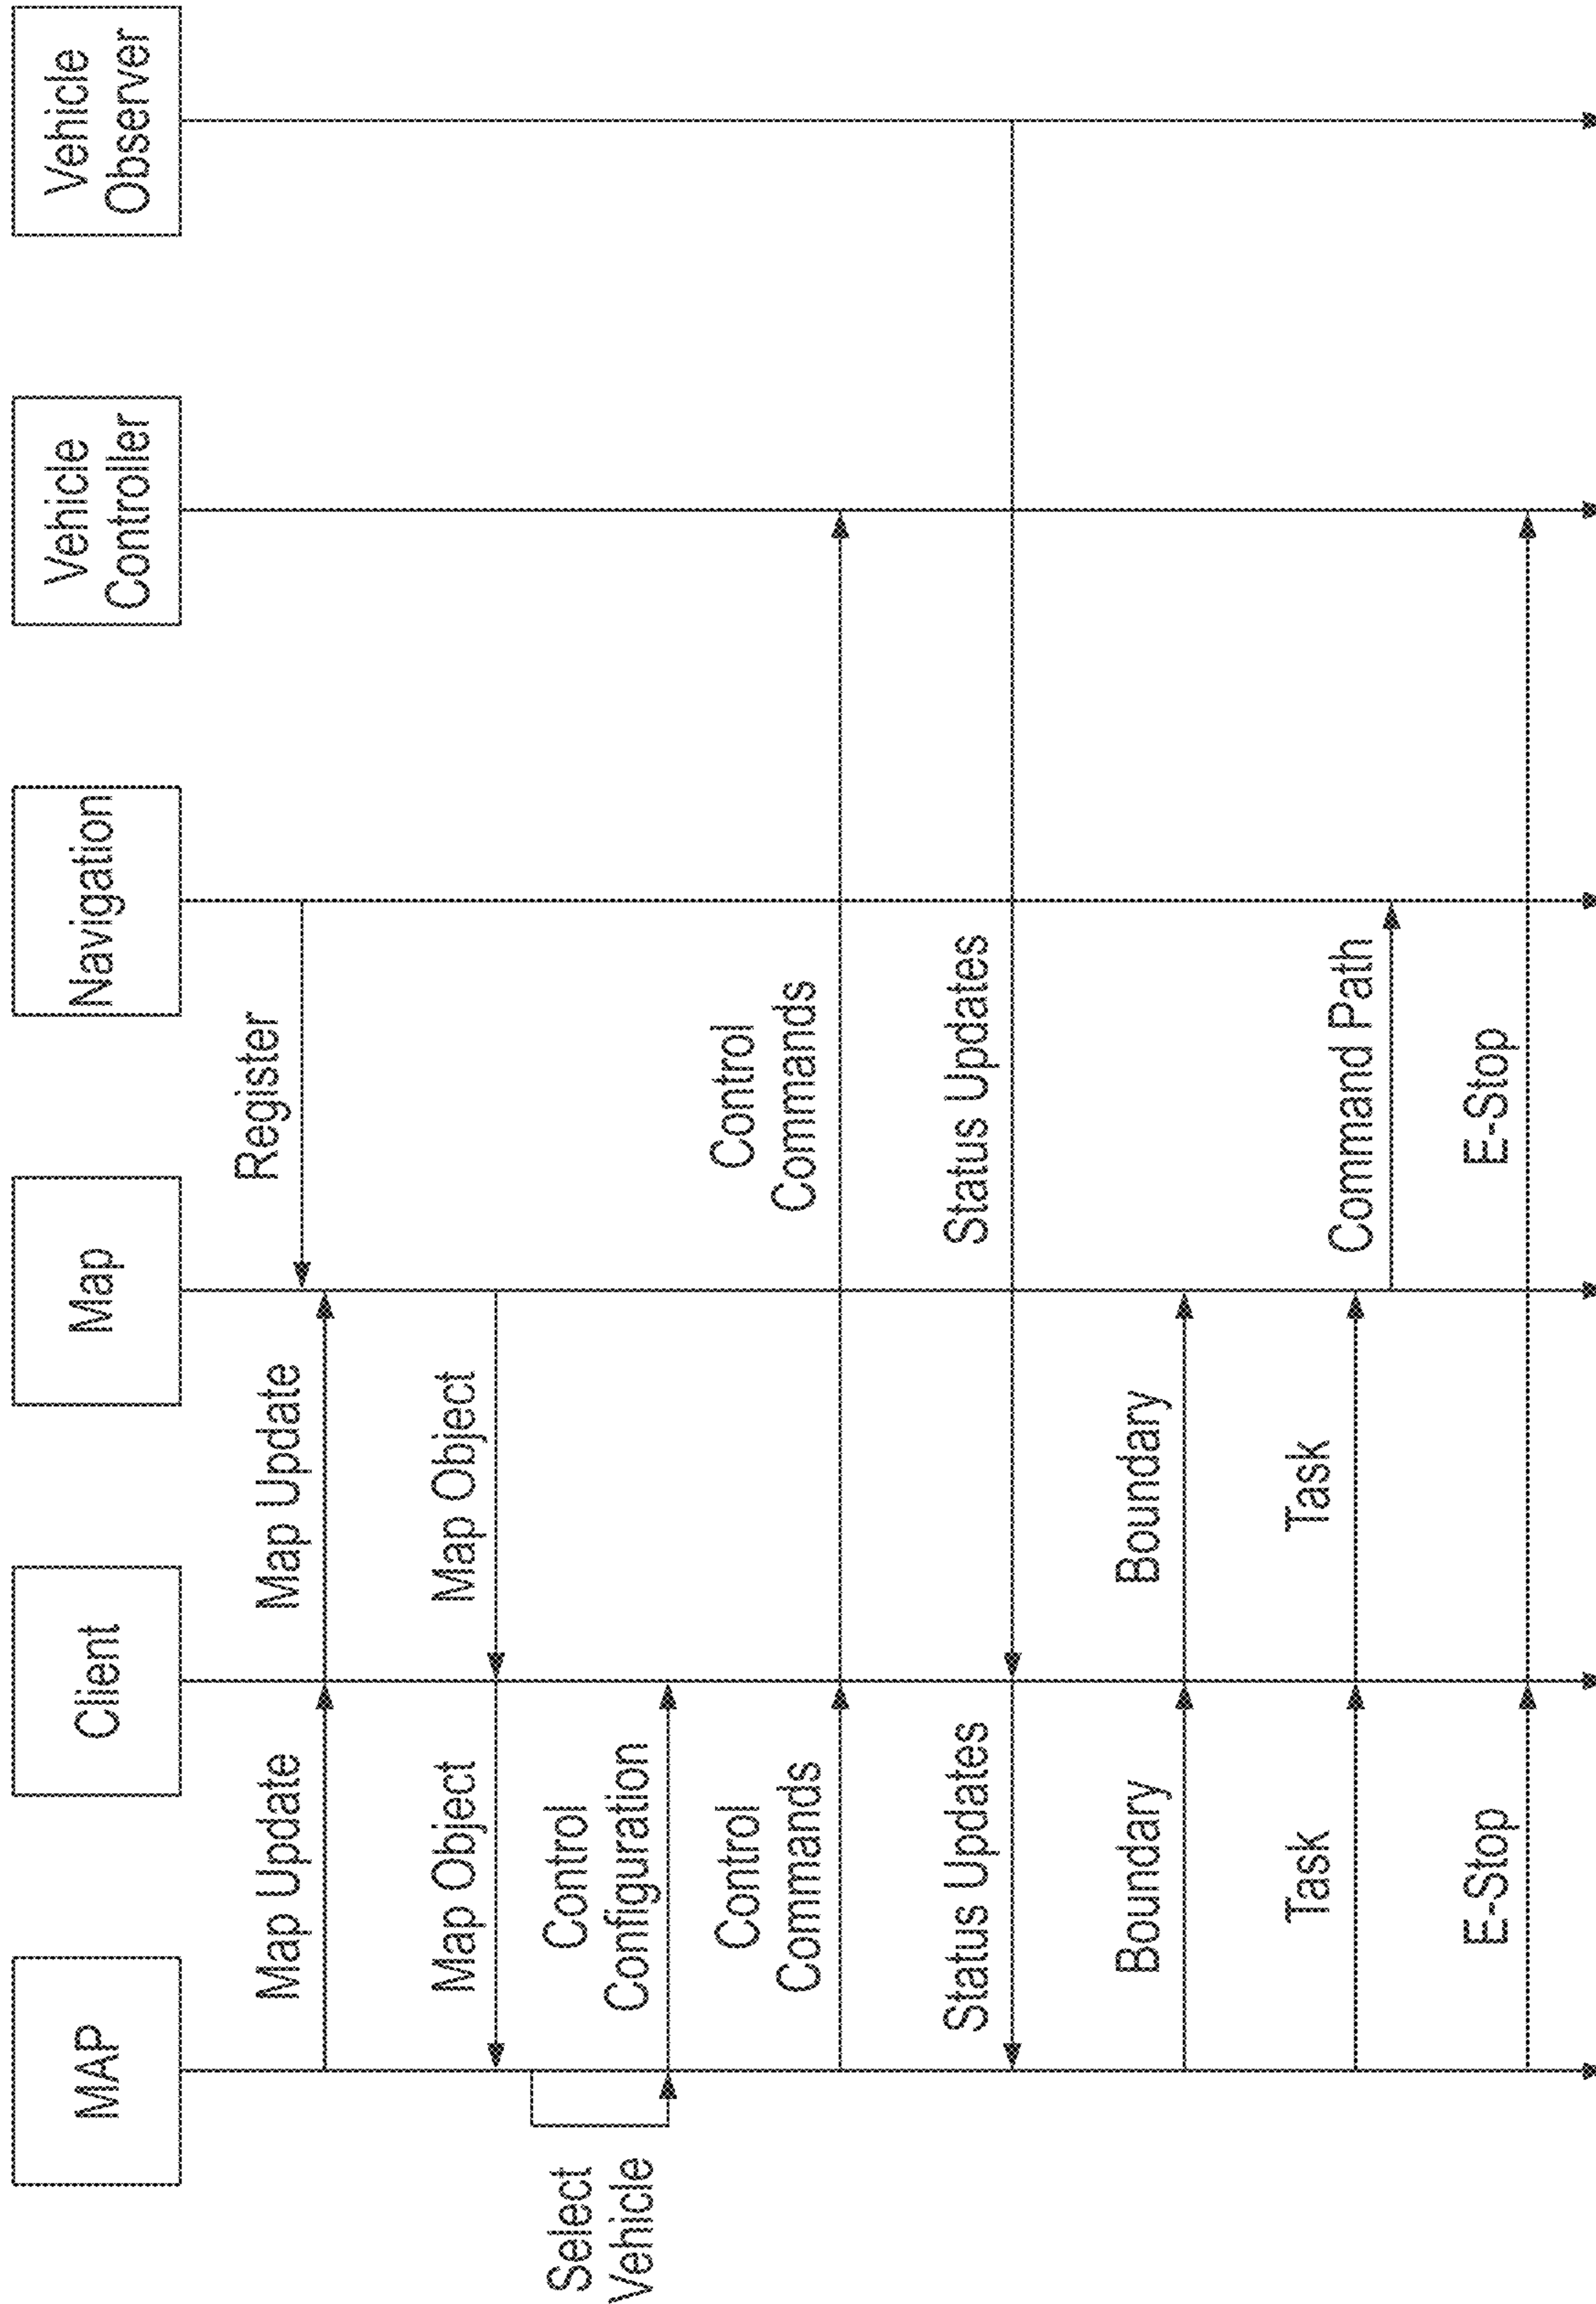 MAP
Client
Map
Navigation
Vehicle
Controller
Vehicle
Observer
Register
Map Update
Map Update
Map Object
Map Object
Select
Vehicle
Control
Configuration
Control
Commands
Control
Commands
Status Updates
Status Updates
Boundary
Boundary
Task
Task
Command Path
E-Stop
E-Stop